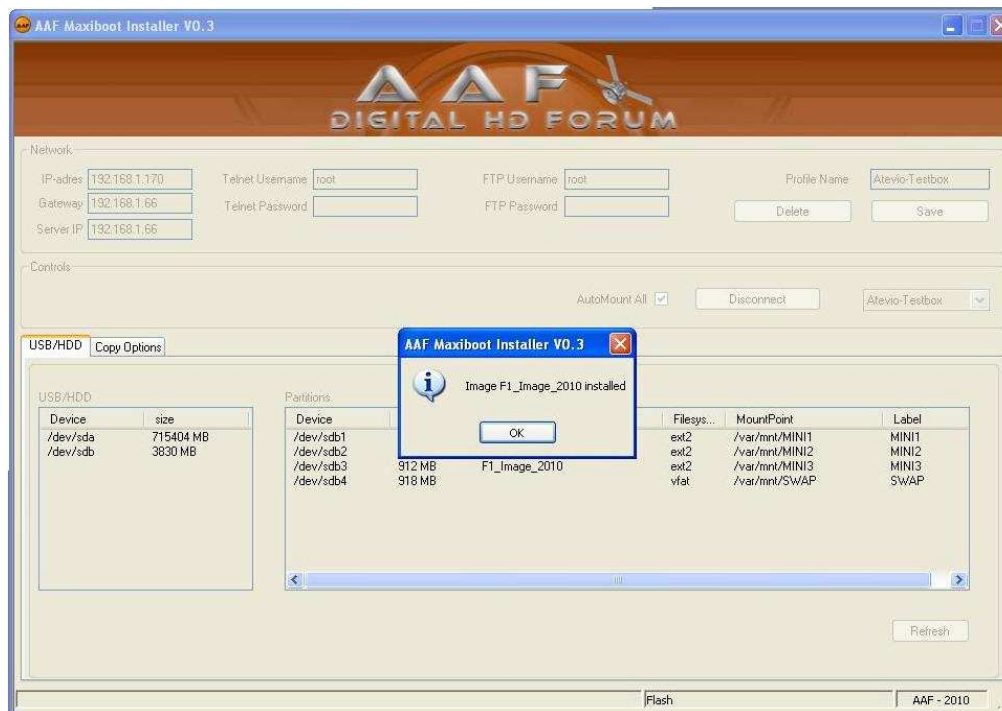 AAF Maxiboot Installer V0.3
AAF
DIGITAL HD FORUM
Network
IP-adres 192.168.1.170 Telnet Username root FTP Username root Profile Name Atevio-Testbox
Gateway 192.168.1.66 Telnet Password FTP Password Delete Save
Server IP 192.168.1.66
Controls
AutoMount All Disconnect Atevio-Testbox
USB/HDD Copy Options
AAF Maxiboot Installer V0.3
Image F1_Image_2010 installed
OK
USB/HDD
Device size
/dev/sda 715404 MB
/dev/sdb 3830 MB
Partitions
Device Filesys... MountPoint Label
/dev/sdb1 ext2 /var/mnt/MINI1 MINI1
/dev/sdb2 ext2 /var/mnt/MINI2 MINI2
/dev/sdb3 912 MB F1_Image_2010 ext2 /var/mnt/MINI3 MINI3
/dev/sdb4 918 MB vfat /var/mnt/SWAP SWAP
Refresh
Flash AAF - 2010